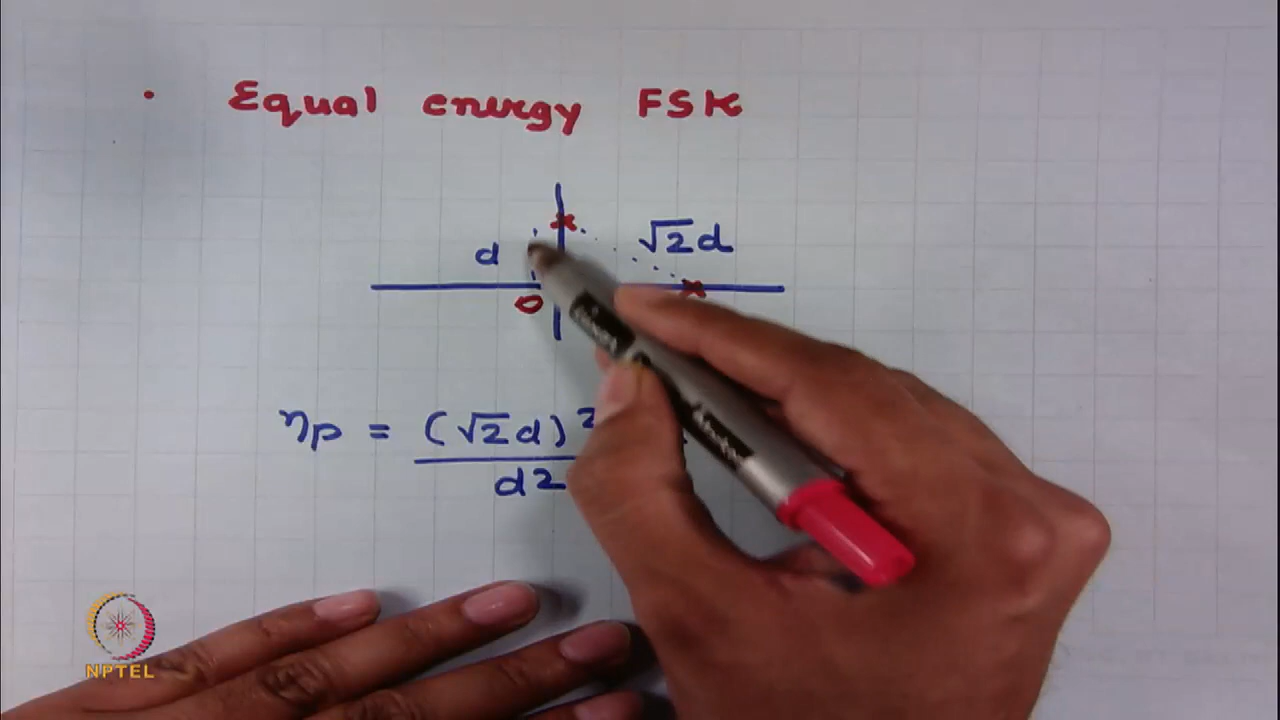 • Equal energy FSK
d √2d
0
ηp = (√2d)²
d²
NPTEL